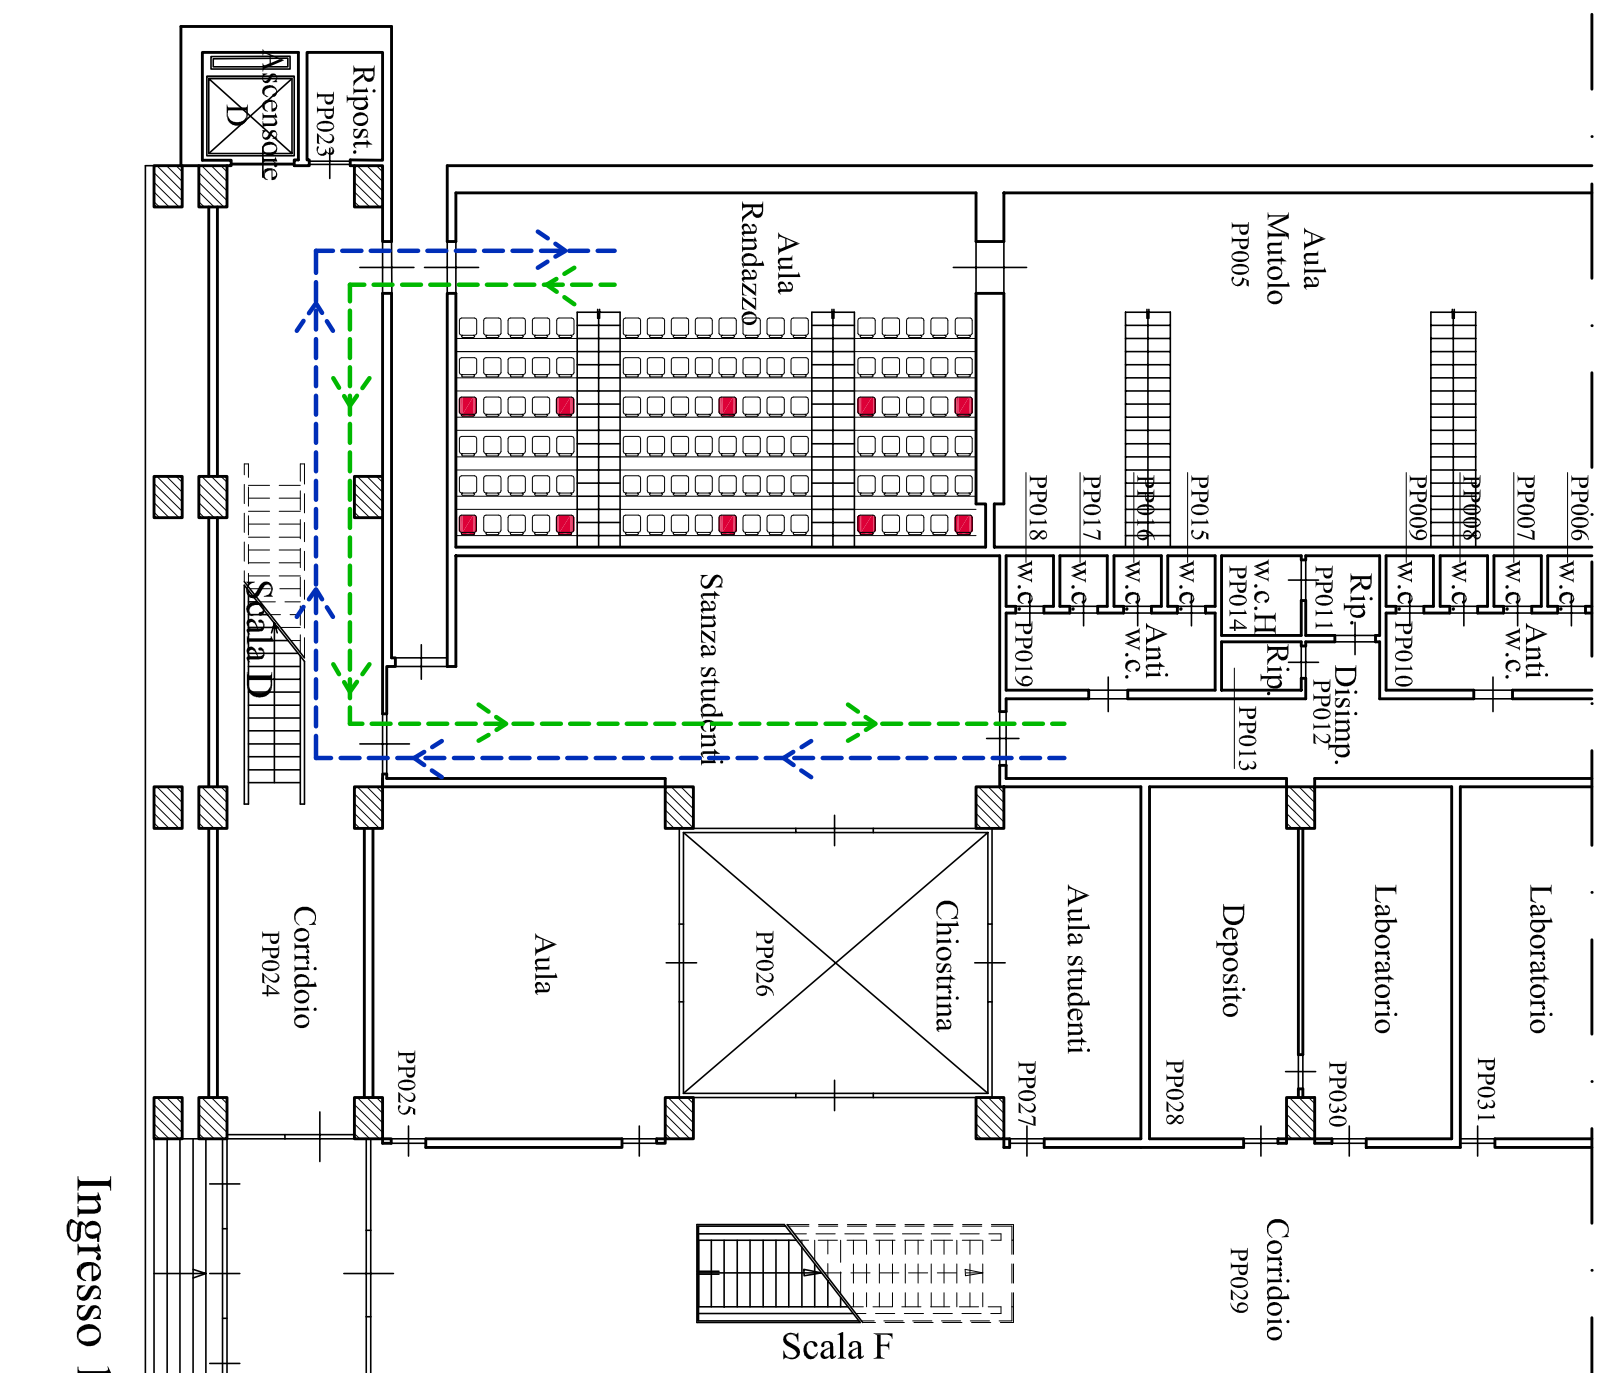 Ascensore
D
Ripost.
PP023
Aula
Randazzo
Aula
Mutolo
PP005
PP018
PP017
PP016
PP015
PP009
PP008
PP007
PP006
w.c.
w.c.
w.c.
w.c.
w.c.H
PP014
Rip.
PP011
w.c.
w.c.
w.c.
w.c.
PP019
Anti
w.c.
Rip.
PP013
Disimp.
PP012
PP010
Anti
w.c.
Scala D
Stanza studenti
Corridoio
PP024
Aula
PP025
Chiostrina
PP026
Aula studenti
PP027
Deposito
PP028
Laboratorio
PP030
Laboratorio
PP031
Ingresso
Scala F
Corridoio
PP029